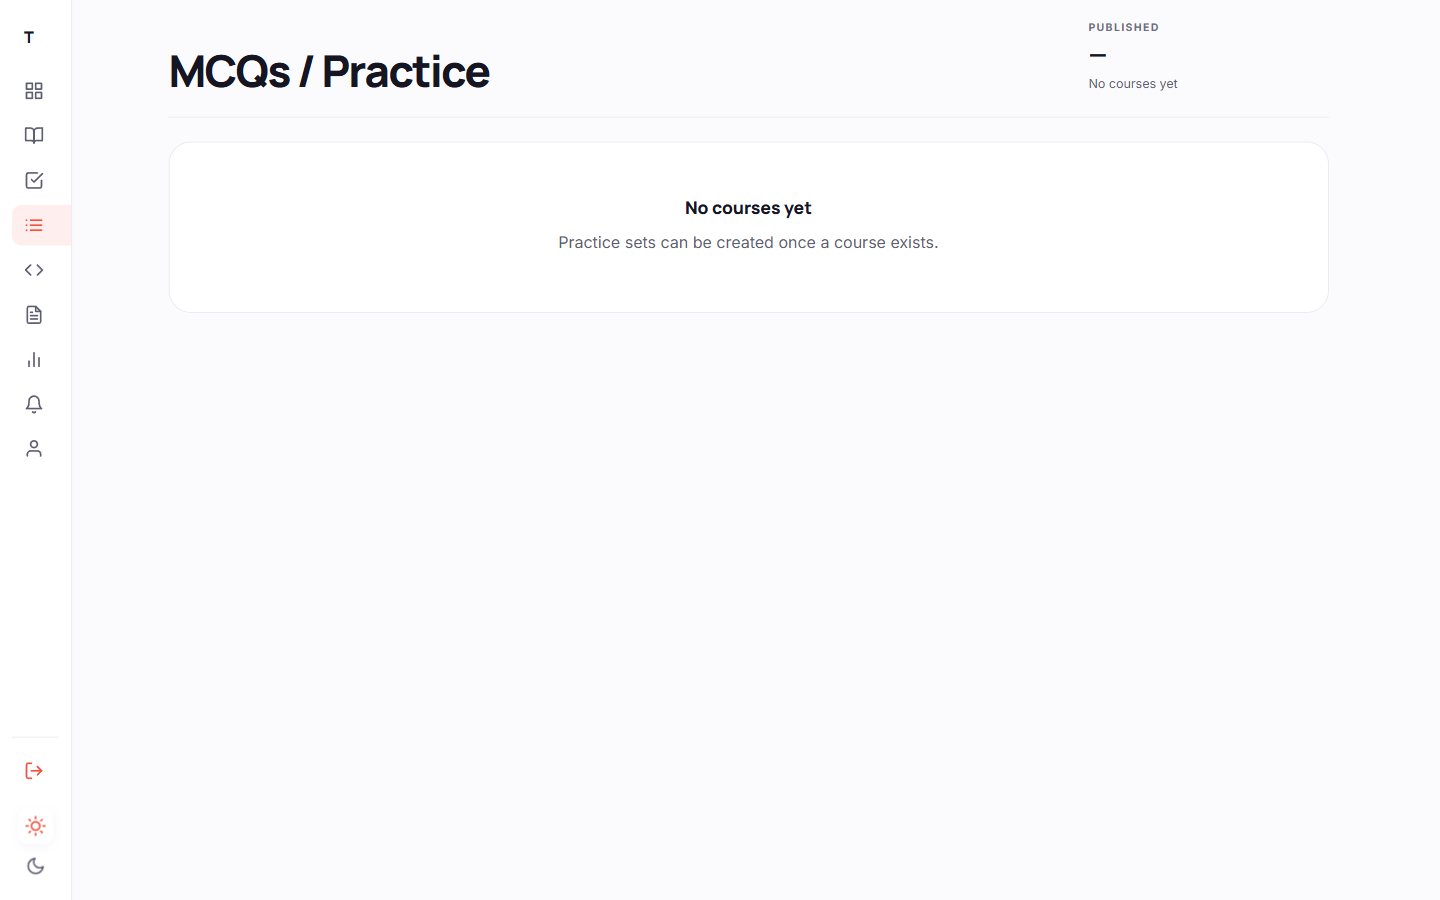 T
MCQs / Practice
PUBLISHED
—
No courses yet
No courses yet
Practice sets can be created once a course exists.